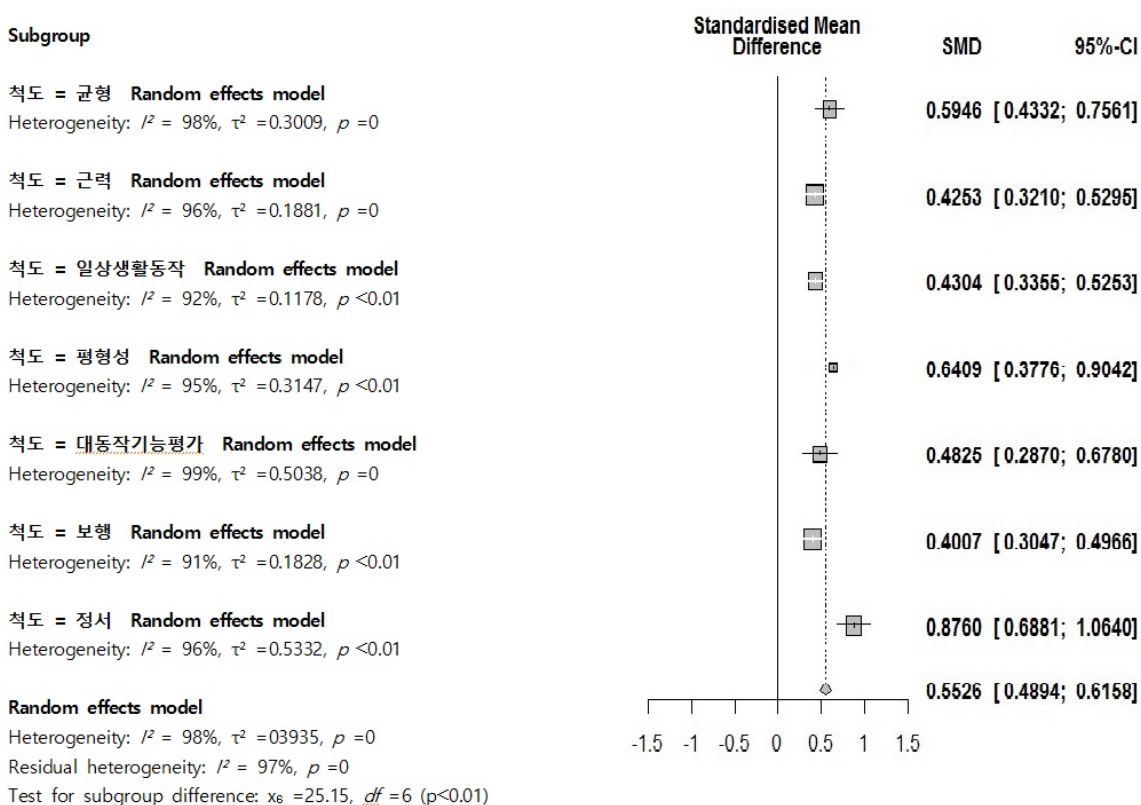 Subgroup
Standardised Mean
Difference
SMD 95%-CI
척도 = 균형 Random effects model
Heterogeneity: I² = 98%, τ² =0.3009, p =0
0.5946 [0.4332; 0.7561]
척도 = 근력 Random effects model
Heterogeneity: I² = 96%, τ² =0.1881, p =0
0.4253 [0.3210; 0.5295]
척도 = 일상생활동작 Random effects model
Heterogeneity: I² = 92%, τ² =0.1178, p <0.01
0.4304 [0.3355; 0.5253]
척도 = 평형성 Random effects model
Heterogeneity: I² = 95%, τ² =0.3147, p <0.01
0.6409 [0.3776; 0.9042]
척도 = 대동작기능평가 Random effects model
Heterogeneity: I² = 99%, τ² =0.5038, p =0
0.4825 [0.2870; 0.6780]
척도 = 보행 Random effects model
Heterogeneity: I² = 91%, τ² =0.1828, p <0.01
0.4007 [0.3047; 0.4966]
척도 = 정서 Random effects model
Heterogeneity: I² = 96%, τ² =0.5332, p <0.01
0.8760 [0.6881; 1.0640]
Random effects model
0.5526 [0.4894; 0.6158]
Heterogeneity: I² = 98%, τ² =03935, p =0
Residual heterogeneity: I² = 97%, p =0
Test for subgroup difference: x₆ =25.15, df =6 (p<0.01)
-1.5 -1 -0.5 0 0.5 1 1.5